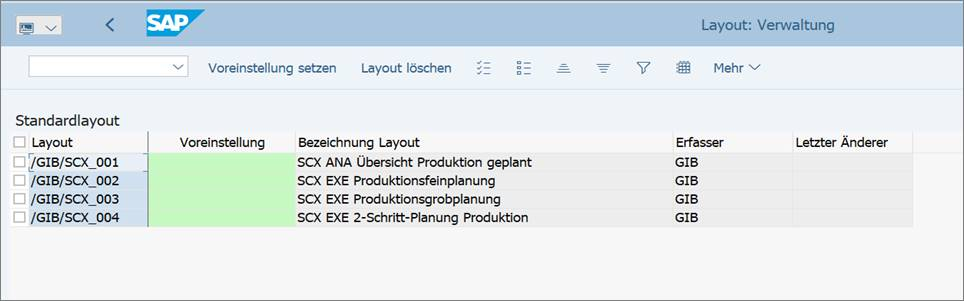 SAP
Layout: Verwaltung
Voreinstellung setzen Layout löschen Mehr
Standardlayout
Layout Voreinstellung Bezeichnung Layout Erfasser Letzter Änderer
/GIB/SCX_001 SCX ANA Übersicht Produktion geplant GIB
/GIB/SCX_002 SCX EXE Produktionsfeinplanung GIB
/GIB/SCX_003 SCX EXE Produktionsgrobplanung GIB
/GIB/SCX_004 SCX EXE 2-Schritt-Planung Produktion GIB